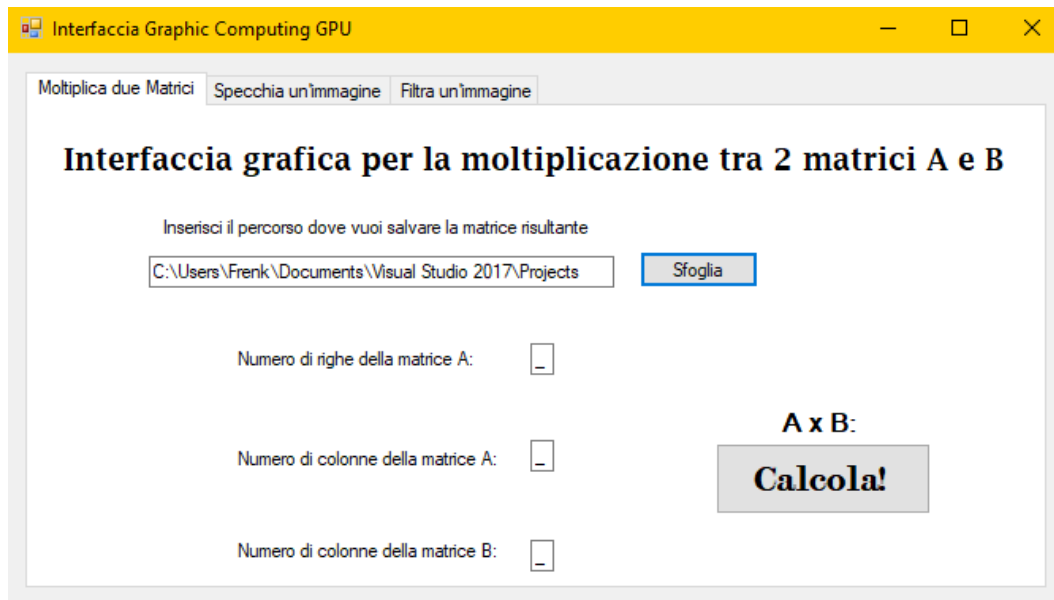 Interfaccia Graphic Computing GPU
Moltiplica due Matrici Specchia un'immagine Filtra un'immagine
Interfaccia grafica per la moltiplicazione tra 2 matrici A e B
Inserisci il percorso dove vuoi salvare la matrice risultante
C:\Users\Frenk\Documents\Visual Studio 2017\Projects Sfoglia
Numero di righe della matrice A: _
A x B:
Numero di colonne della matrice A: _
Calcola!
Numero di colonne della matrice B: _